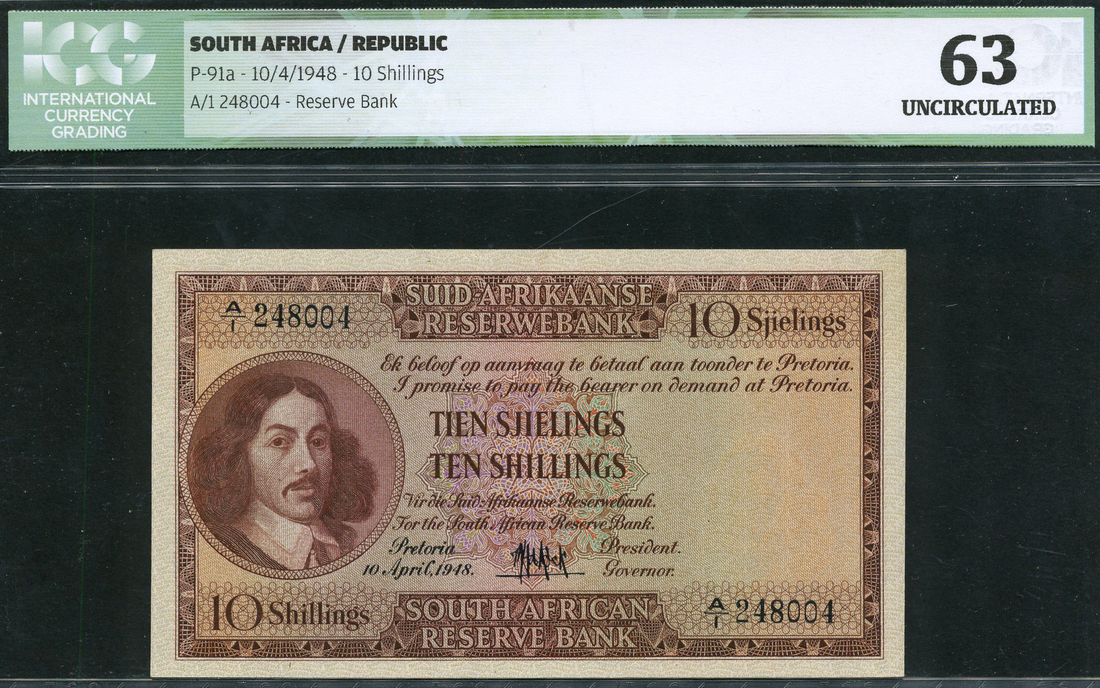 ICG
INTERNATIONAL
CURRENCY
GRADING
SOUTH AFRICA / REPUBLIC
P-91a - 10/4/1948 - 10 Shillings
A/1 248004 - Reserve Bank
63
UNCIRCULATED
A/1 248004
SUID-AFRIKAANSE
RESERWEBANK
10 Sjielings
Ek beloof op aanvraag te betaal aan toonder te Pretoria.
I promise to pay the bearer on demand at Pretoria.
TIEN SJIELINGS
TEN SHILLINGS
Vir die Suid-Afrikaanse Reserwebank.
For the South African Reserve Bank.
Pretoria
President.
10 April, 1948.
Governor.
10 Shillings
SOUTH AFRICAN
RESERVE BANK
A/1 248004